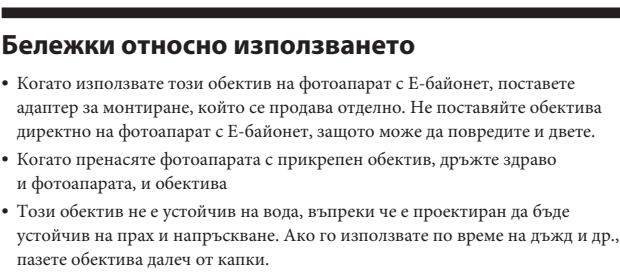 Бележки относно използването
• Когато използвате този обектив на фотоапарат с E-байонет, поставете
адаптер за монтиране, който се продава отделно. Не поставяйте обектива
директно на фотоапарат с E-байонет, защото може да повредите и двете.
• Когато пренасяте фотоапарата с прикрепен обектив, дръжте здраво
и фотоапарата, и обектива
• Този обектив не е устойчив на вода, въпреки че е проектиран да бъде
устойчив на прах и напръскване. Ако го използвате по време на дъжд и др.,
пазете обектива далеч от капки.